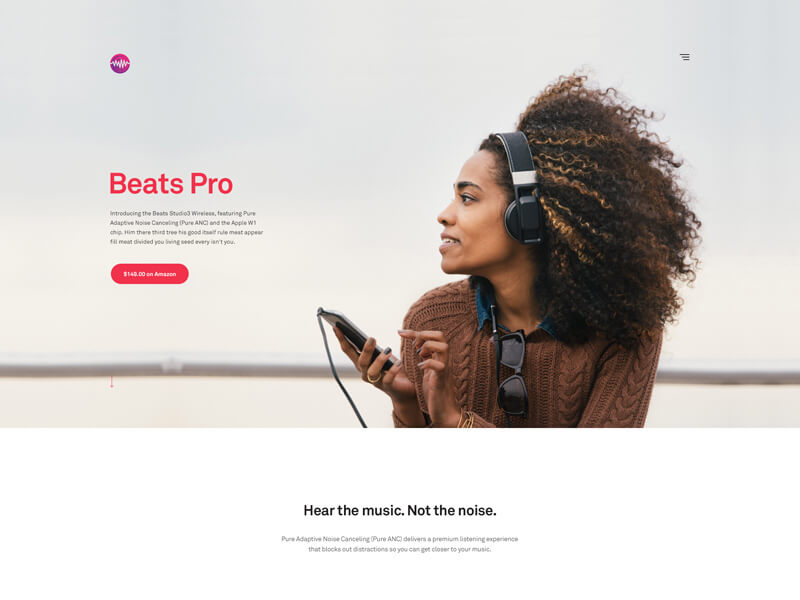 Beats Pro
Introducing the Beats Studio3 Wireless, featuring Pure
Adaptive Noise Canceling (Pure ANC) and the Apple W1
chip. Him there third tree his good itself rule meat appear
fill meat divided you living seed every isn't you.
$149.00 on Amazon
Hear the music. Not the noise.
Pure Adaptive Noise Canceling (Pure ANC) delivers a premium listening experience
that blocks out distractions so you can get closer to your music.